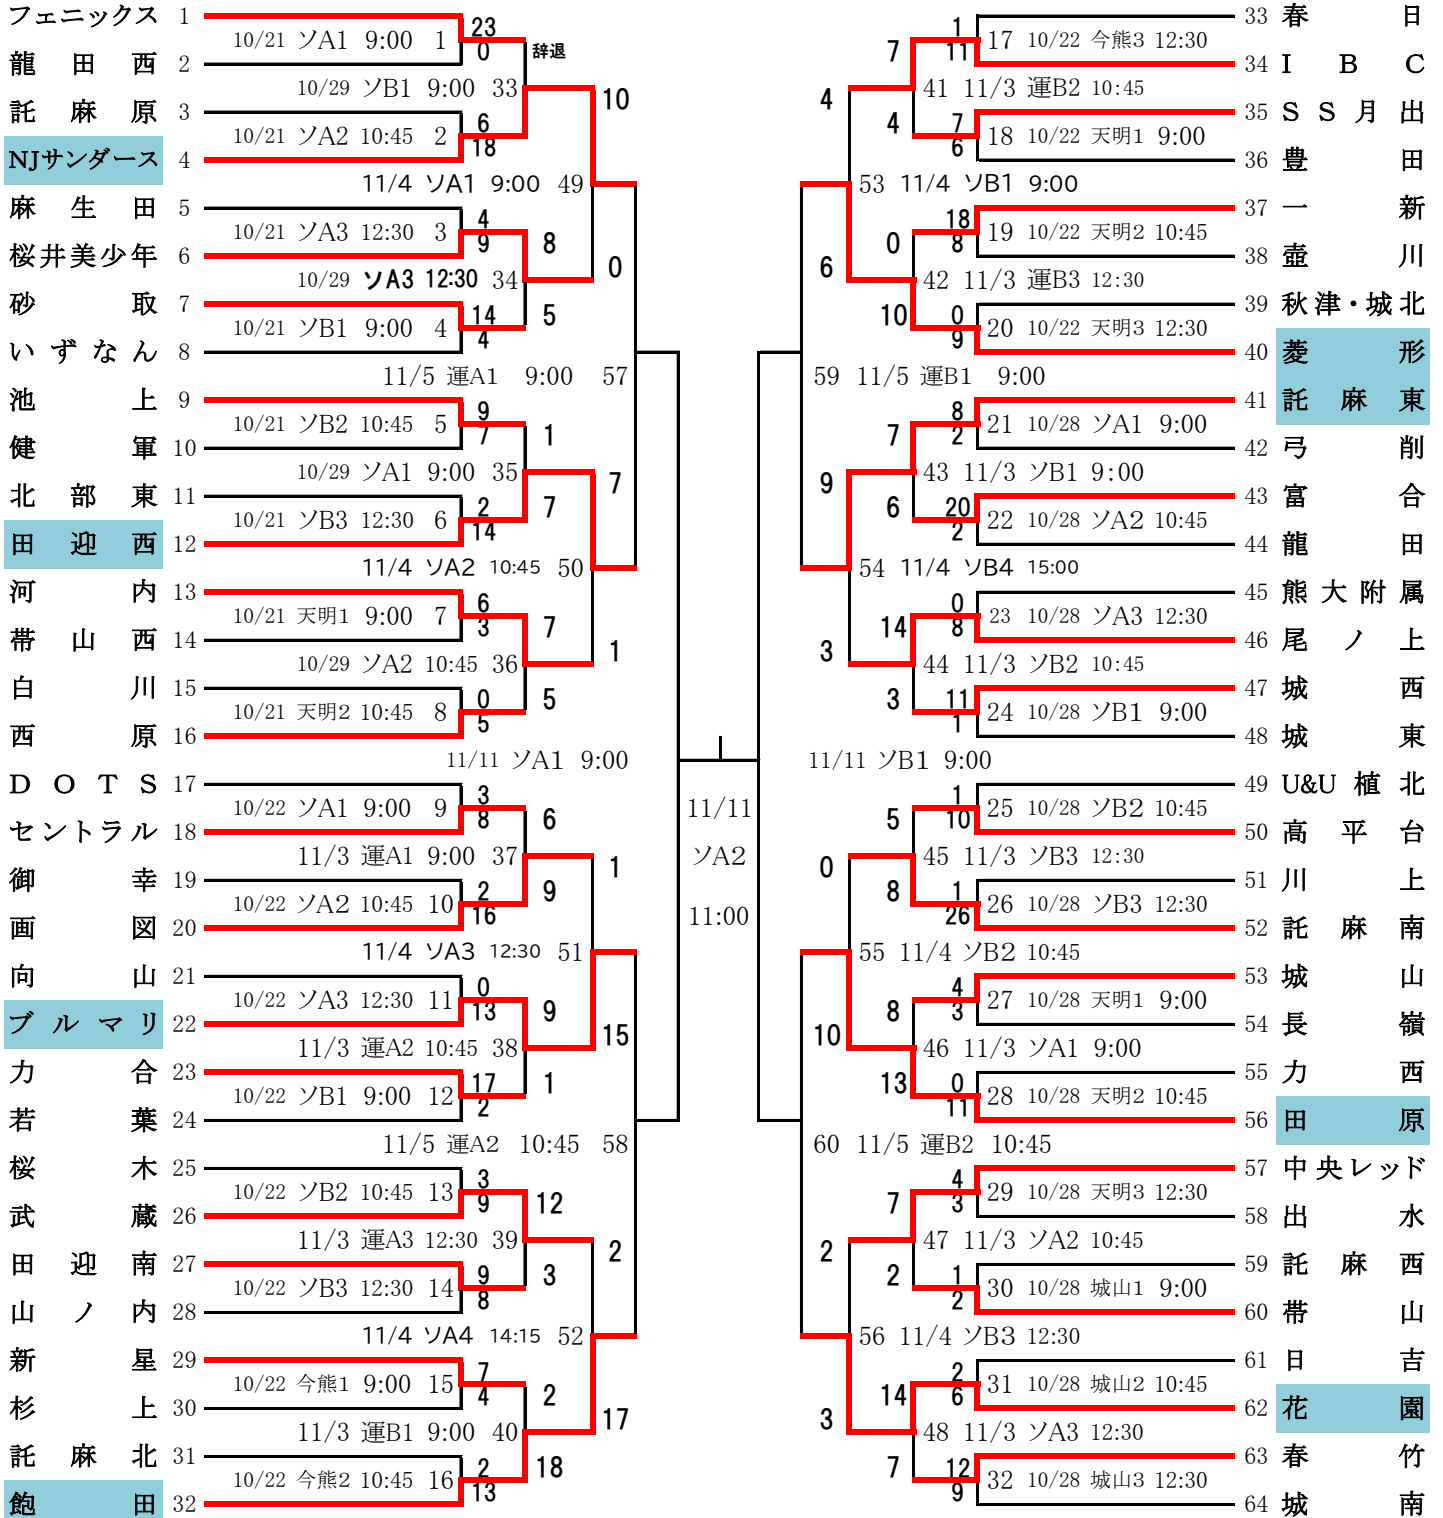 フェニックス 1 23 1 33 春日
10/21 ソA1 9:00 1 17 10/22 今熊3 12:30
龍田西 2 0 辞退 7 11 34 IBC
10/29 ソB1 9:00 33 10 4 41 11/3 運B2 10:45
託麻原 3 6 4 7 35 SS月出
10/21 ソA2 10:45 2 18 10/22 天明1 9:00
NJサンダース 4 18 6 36 豊田
11/4 ソA1 9:00 49 53 11/4 ソB1 9:00
麻生田 5 4 18 37 一新
10/21 ソA3 12:30 3 8 0 19 10/22 天明2 10:45
桜井美少年 6 9 8 38 壺川
10/29 ソA3 12:30 34 0 6 42 11/3 運B3 12:30
砂取 7 14 5 10 0 39 秋津・城北
10/21 ソB1 9:00 4 20 10/22 天明3 12:30
いずなん 8 4 9 40 菱形
11/5 運A1 9:00 57 59 11/5 運B1 9:00
池上 9 9 8 41 託麻東
10/21 ソB2 10:45 5 1 7 21 10/28 ソA1 9:00
健軍 10 7 2 42 弓削
10/29 ソA1 9:00 35 7 9 43 11/3 ソB1 9:00
北部東 11 2 7 6 20 43 富合
10/21 ソB3 12:30 6 22 10/28 ソA2 10:45
田迎西 12 14 2 44 龍田
11/4 ソA2 10:45 50 54 11/4 ソB4 15:00
河内 13 6 0 45 熊大附属
10/21 天明1 9:00 7 7 14 23 10/28 ソA3 12:30
帯山西 14 3 8 46 尾ノ上
10/29 ソA2 10:45 36 1 3 44 11/3 ソB2 10:45
白川 15 0 5 3 11 47 城西
10/21 天明2 10:45 8 24 10/28 ソB1 9:00
西原 16 5 1 48 城東
11/11 ソA1 9:00 11/11 ソB1 9:00
DOTS 17 3 1 49 U&U植北
10/22 ソA1 9:00 9 11/11 25 10/28 ソB2 10:45
セントラル 18 8 6 5 10 50 高平台
11/3 運A1 9:00 37 1 ソA2 0 45 11/3 ソB3 12:30
御幸 19 2 9 8 1 51 川上
10/22 ソA2 10:45 10 11:00 26 10/28 ソB3 12:30
画図 20 16 26 52 託麻南
11/4 ソA3 12:30 51 55 11/4 ソB2 10:45
向山 21 0 4 53 城山
10/22 ソA3 12:30 11 9 8 27 10/28 天明1 9:00
ブルマリ 22 13 3 54 長嶺
11/3 運A2 10:45 38 15 10 46 11/3 ソA1 9:00
力合 23 17 1 13 0 55 力西
10/22 ソB1 9:00 12 28 10/28 天明2 10:45
若葉 24 2 11 56 田原
11/5 運A2 10:45 58 60 11/5 運B2 10:45
桜木 25 3 4 57 中央レッド
10/22 ソB2 10:45 13 12 7 29 10/28 天明3 12:30
武蔵 26 9 3 58 出水
11/3 運A3 12:30 39 2 2 47 11/3 ソA2 10:45
田迎南 27 9 3 2 1 59 託麻西
10/22 ソB3 12:30 14 30 10/28 城山1 9:00
山ノ内 28 8 2 60 帯山
11/4 ソA4 14:15 52 56 11/4 ソB3 12:30
新星 29 7 2 61 日吉
10/22 今熊1 9:00 15 2 14 31 10/28 城山2 10:45
杉上 30 4 6 62 花園
11/3 運B1 9:00 40 17 3 48 11/3 ソA3 12:30
託麻北 31 2 18 7 12 63 春竹
10/22 今熊2 10:45 16 32 10/28 城山3 12:30
飽田 32 13 9 64 城南